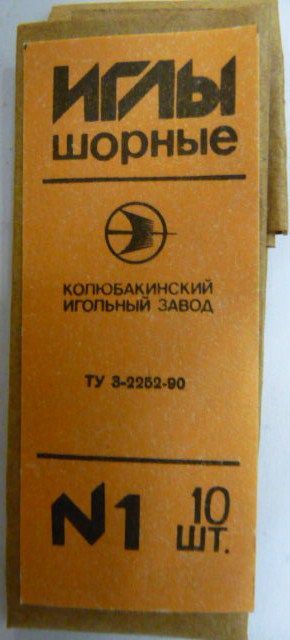 ИГЛЫ
шорные
КОЛЮБАКИНСКИЙ
ИГОЛЬНЫЙ ЗАВОД
ТУ 3-2252-90
N1 10
ШТ.